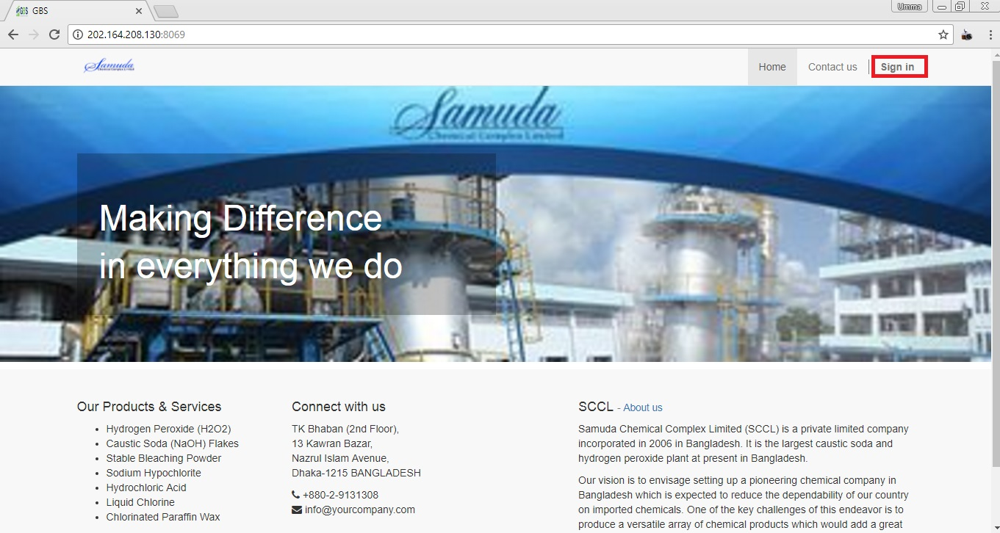 GBS
Umma
202.164.208.130:8069
Samuda
Home
Contact us
Sign in
Samuda
Chemical Complex Limited
Making Difference
in everything we do
Our Products & Services
Hydrogen Peroxide (H2O2)
Caustic Soda (NaOH) Flakes
Stable Bleaching Powder
Sodium Hypochlorite
Hydrochloric Acid
Liquid Chlorine
Chlorinated Paraffin Wax
Connect with us
TK Bhaban (2nd Floor),
13 Kawran Bazar,
Nazrul Islam Avenue,
Dhaka-1215 BANGLADESH
+880-2-9131308
info@yourcompany.com
SCCL - About us
Samuda Chemical Complex Limited (SCCL) is a private limited company
incorporated in 2006 in Bangladesh. It is the largest caustic soda and
hydrogen peroxide plant at present in Bangladesh.
Our vision is to envisage setting up a pioneering chemical company in
Bangladesh which is expected to reduce the dependability of our country
on imported chemicals. One of the key challenges of this endeavor is to
produce a versatile array of chemical products which would add a great